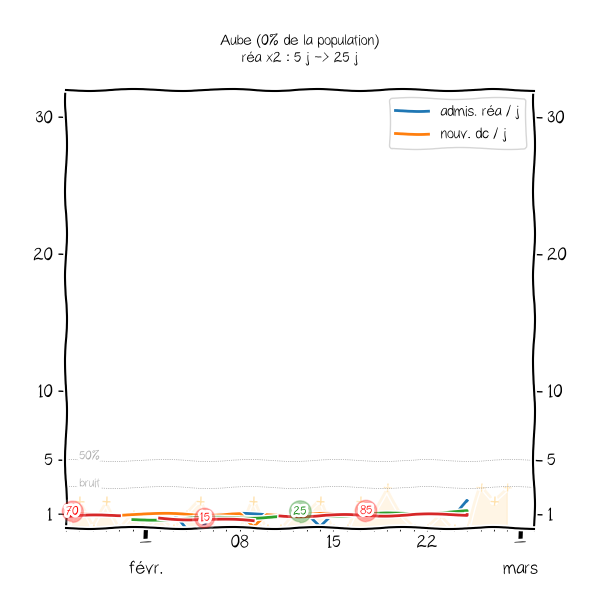 Aube (0% de la population)
réa x2 : 5 j -> 25 j
admis. réa / j
nouv. dc / j
30
30
20
20
10
10
5
50%
5
bruit
1
70
15
25
85
1
08
15
22
févr.
mars